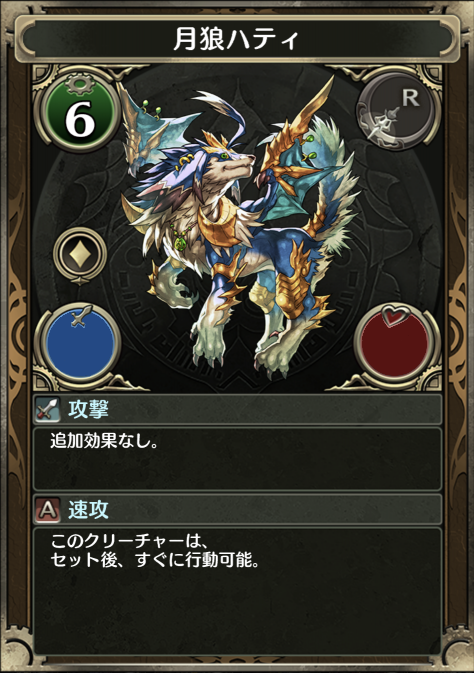 月狼ハティ
6
R
攻撃
追加効果なし。
A 速攻
このクリーチャーは、
セット後、すぐに行動可能。